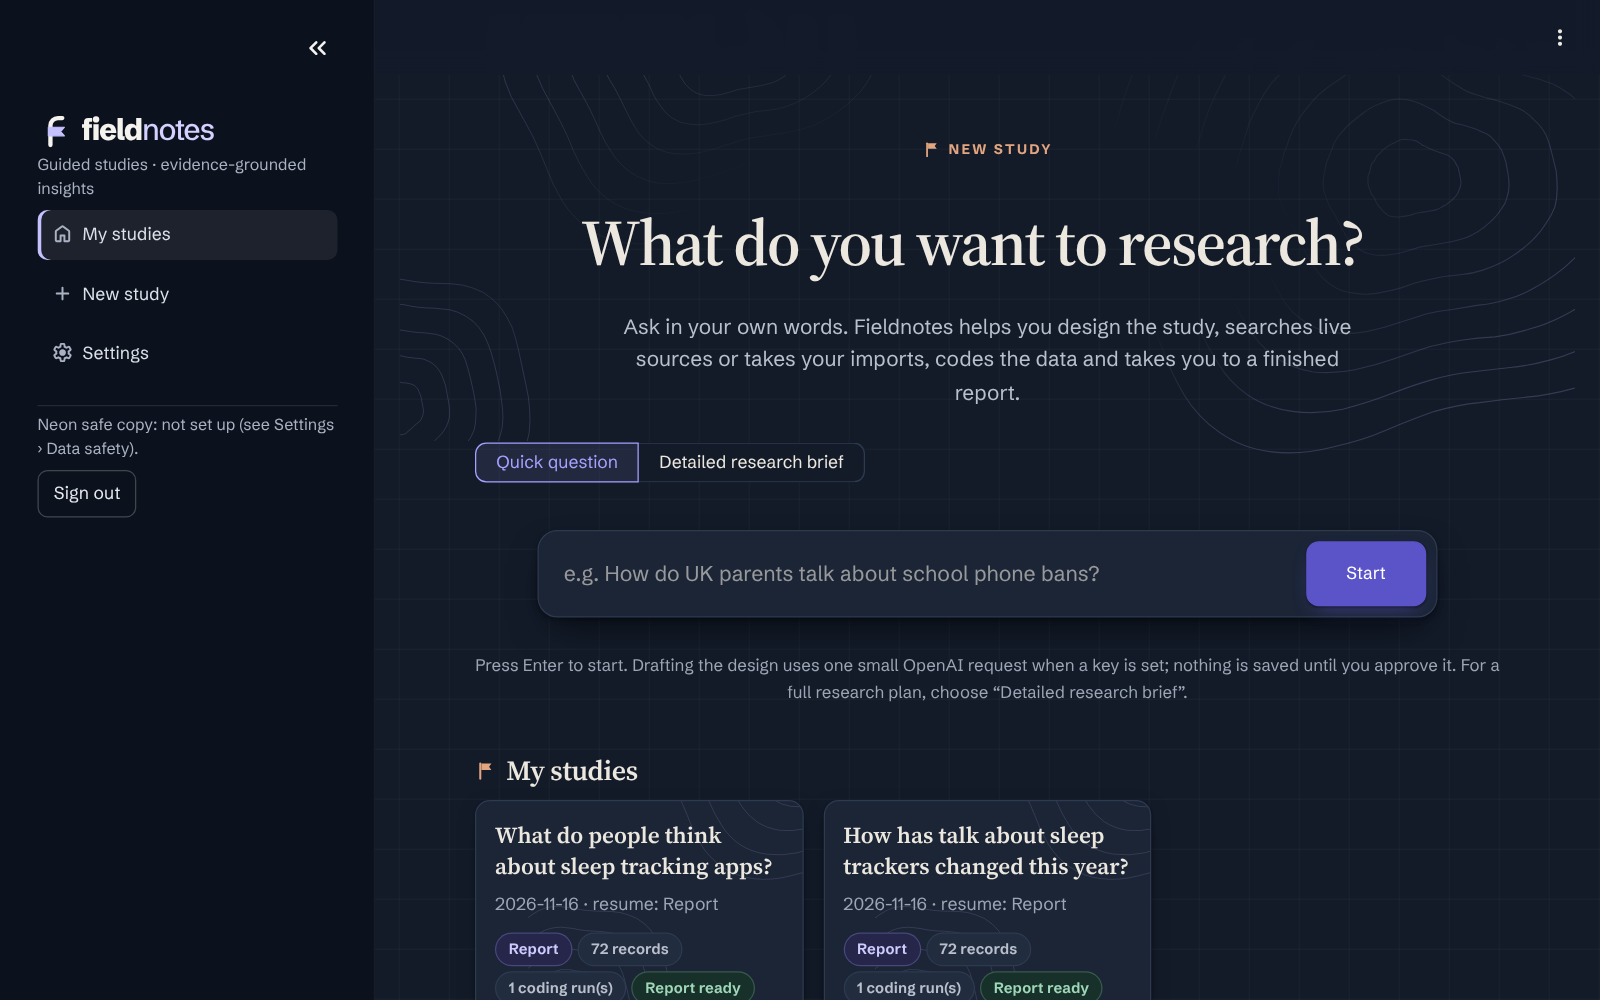 fieldnotes
Guided studies · evidence-grounded
insights
My studies
New study
Settings
Neon safe copy: not set up (see Settings
› Data safety).
Sign out
NEW STUDY
What do you want to research?
Ask in your own words. Fieldnotes helps you design the study, searches live
sources or takes your imports, codes the data and takes you to a finished
report.
Quick question
Detailed research brief
e.g. How do UK parents talk about school phone bans?
Start
Press Enter to start. Drafting the design uses one small OpenAI request when a key is set; nothing is saved until you approve it. For a
full research plan, choose “Detailed research brief”.
My studies
What do people think
about sleep tracking apps?
2026-11-16 · resume: Report
Report
72 records
1 coding run(s)
Report ready
How has talk about sleep
trackers changed this year?
2026-11-16 · resume: Report
Report
72 records
1 coding run(s)
Report ready